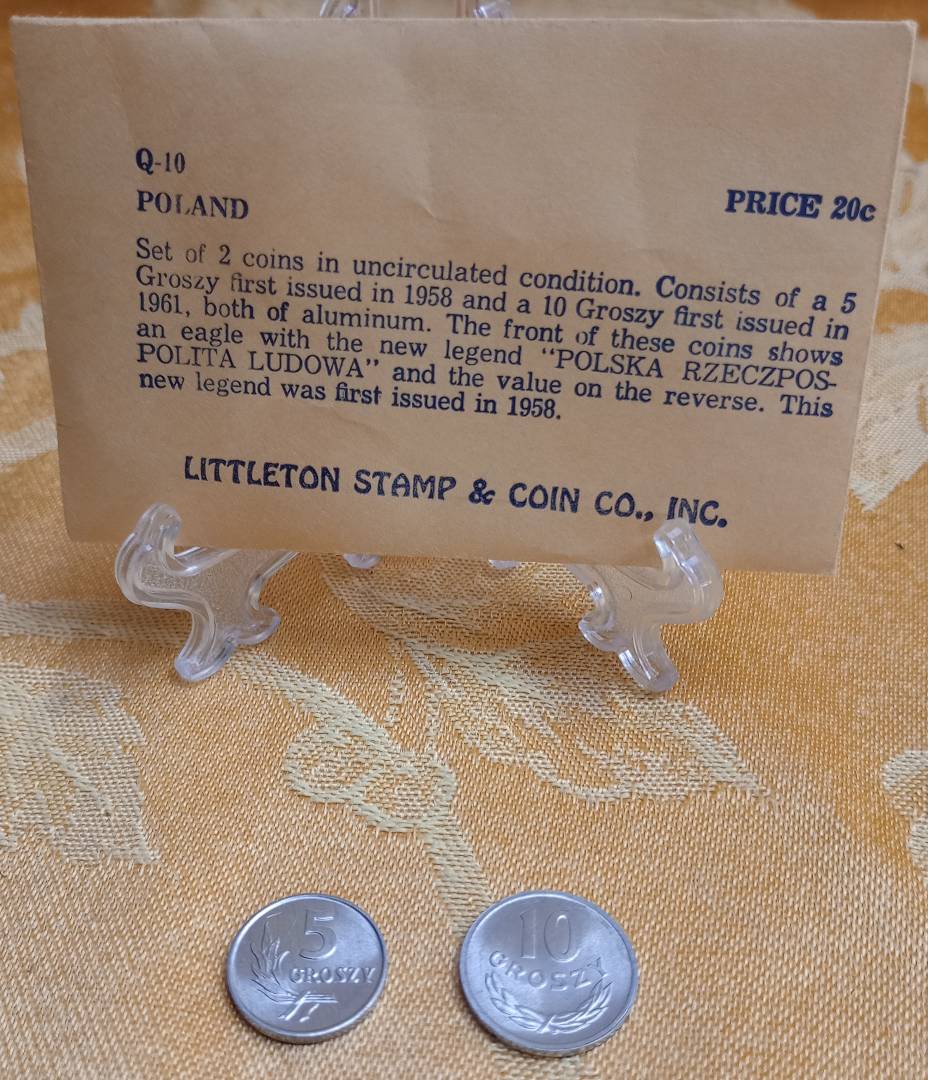 Q-10
POLAND
PRICE 20c
Set of 2 coins in uncirculated condition. Consists of a 5
Groszy first issued in 1958 and a 10 Groszy first issued in
1961, both of aluminum. The front of these coins shows
an eagle with the new legend “POLSKA RZECZPOS-
POLITA LUDOWA” and the value on the reverse. This
new legend was first issued in 1958.
LITTLETON STAMP & COIN CO., INC.
5
GROSZY
10
GROSZY